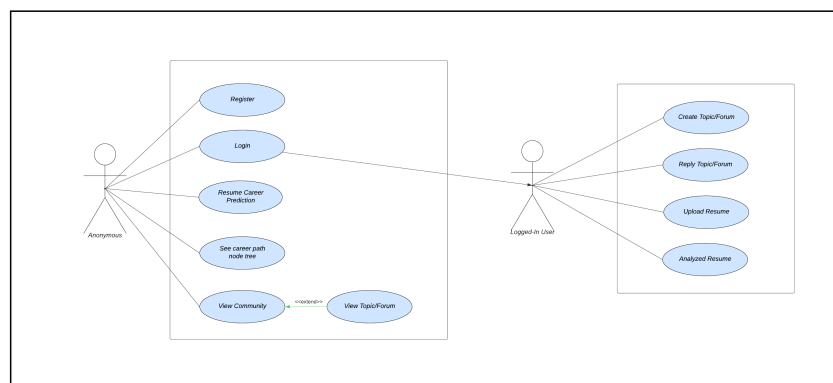 Register
Login
Resume Career
Prediction
See career path
node tree
View Community
<<extend>>
View Topic/Forum
Anonymous
Logged-In User
Create Topic/Forum
Reply Topic/Forum
Upload Resume
Analyzed Resume